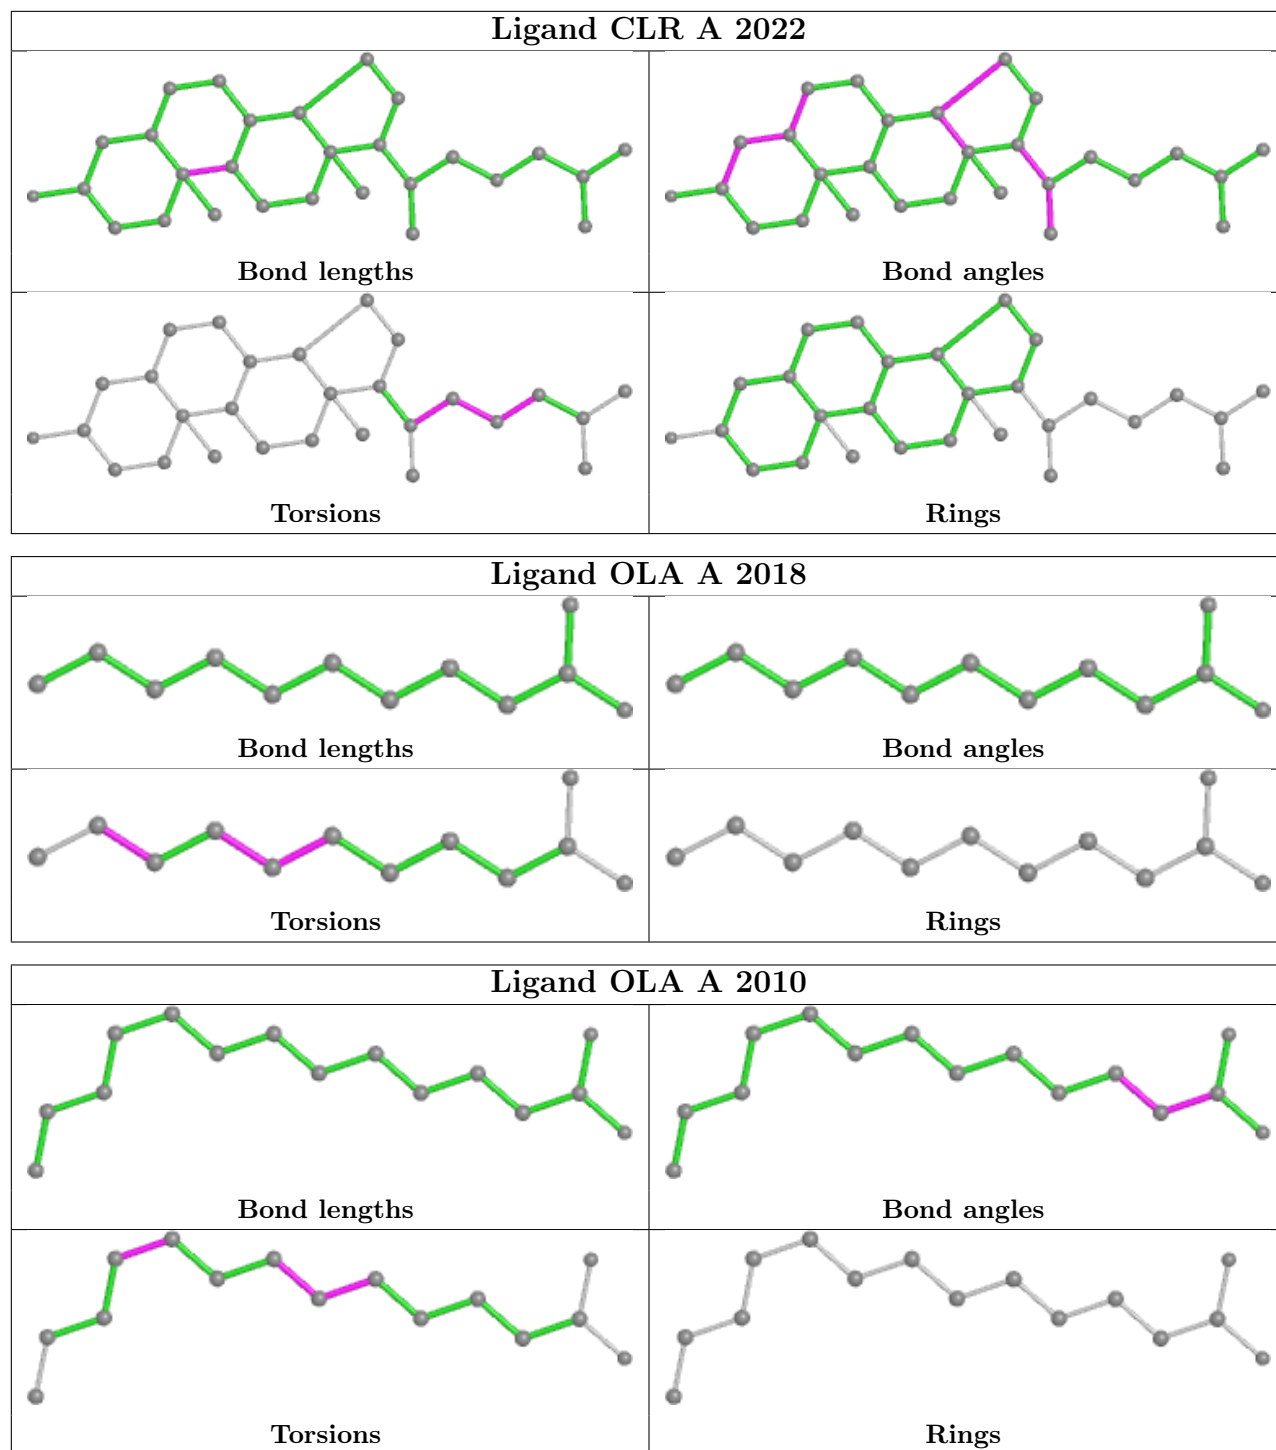 Ligand CLR A 2022
Bond lengths
Bond angles
Torsions
Rings
Ligand OLA A 2018
Bond lengths
Bond angles
Torsions
Rings
Ligand OLA A 2010
Bond lengths
Bond angles
Torsions
Rings